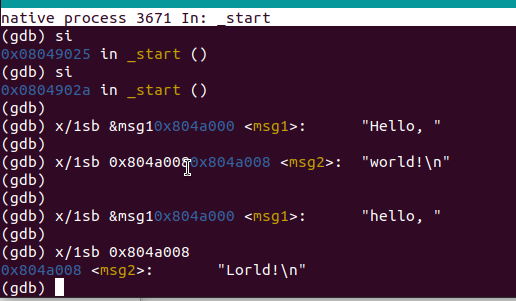 native process 3671 In: _start
(gdb) si
0x08049025 in _start ()
(gdb) si
0x0804902a in _start ()
(gdb)
(gdb) x/1sb &msg10x804a000 <msg1>:      "Hello, "
(gdb)
(gdb) x/1sb 0x804a0080x804a008 <msg2>:  "world!\n"
(gdb)
(gdb)
(gdb) x/1sb &msg10x804a000 <msg1>:      "hello, "
(gdb)
(gdb) x/1sb 0x804a008
0x804a008 <msg2>:       "Lorld!\n"
(gdb)